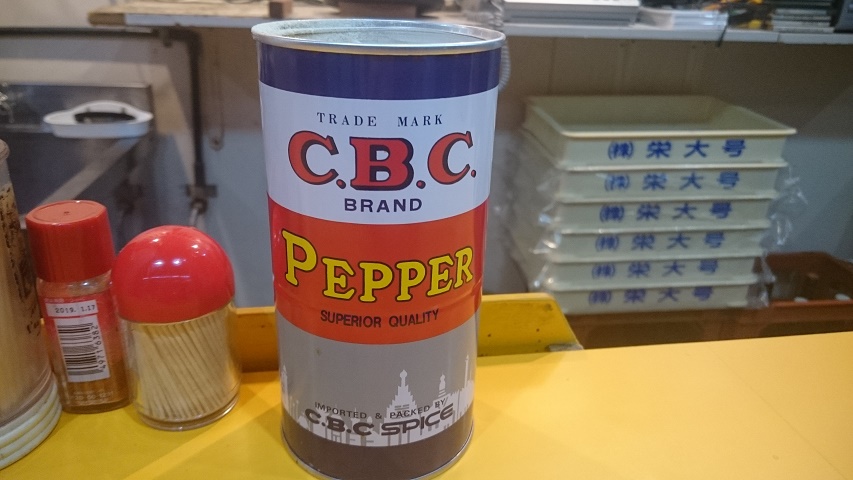 TRADE MARK
C.B.C.
BRAND
PEPPER
SUPERIOR QUALITY
IMPORTED & PACKED BY
C.B.C SPICE
2019. 1.17
㈱ 栄大号
㈱ 栄大号
㈱ 栄大号
㈱ 栄大号
㈱ 栄大号
㈱ 栄大号